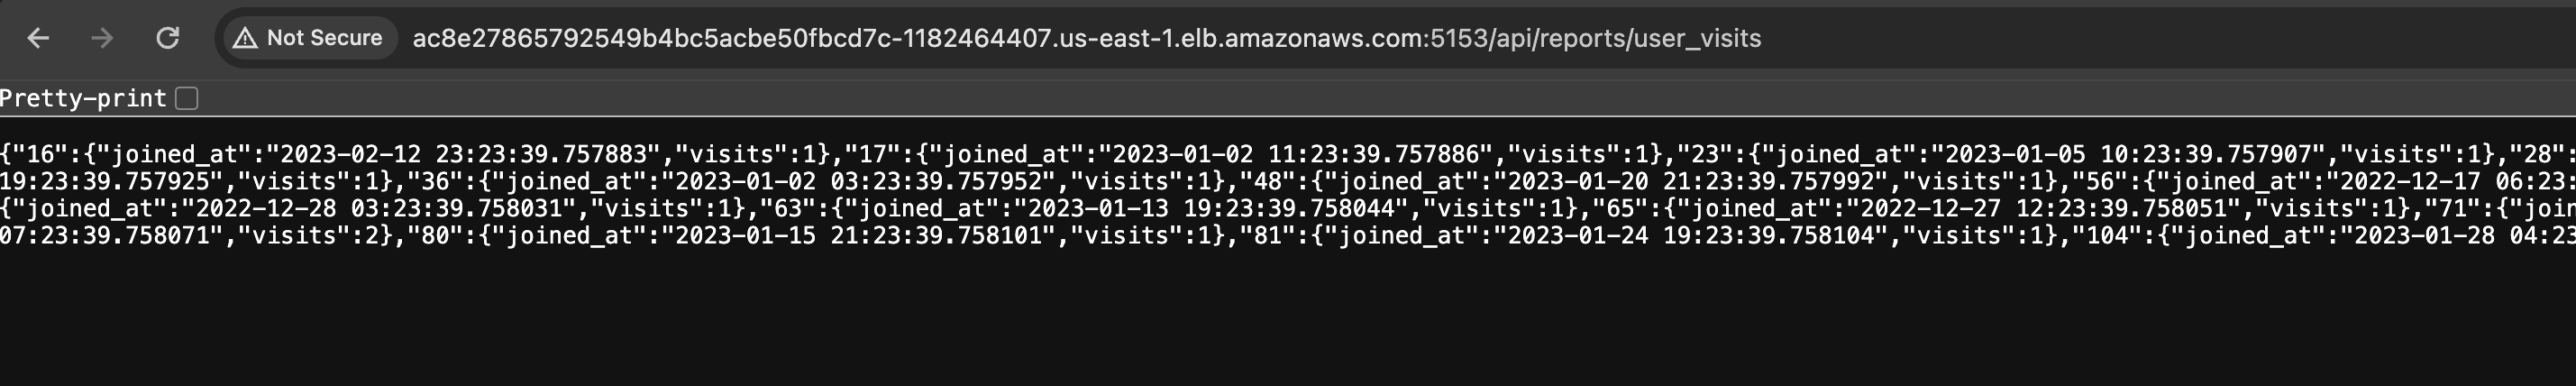 Not Secure ac8e27865792549b4bc5acbe50fbcd7c-1182464407.us-east-1.elb.amazonaws.com:5153/api/reports/user_visits
Pretty-print
{"16":{"joined_at":"2023-02-12 23:23:39.757883","visits":1},"17":{"joined_at":"2023-01-02 11:23:39.757886","visits":1},"23":{"joined_at":"2023-01-05 10:23:39.757907","visits":1},"28":
19:23:39.757925","visits":1},"36":{"joined_at":"2023-01-02 03:23:39.757952","visits":1},"48":{"joined_at":"2023-01-20 21:23:39.757992","visits":1},"56":{"joined_at":"2022-12-17 06:23:
{"joined_at":"2022-12-28 03:23:39.758031","visits":1},"63":{"joined_at":"2023-01-13 19:23:39.758044","visits":1},"65":{"joined_at":"2022-12-27 12:23:39.758051","visits":1},"71":{"join
07:23:39.758071","visits":2},"80":{"joined_at":"2023-01-15 21:23:39.758101","visits":1},"81":{"joined_at":"2023-01-24 19:23:39.758104","visits":1},"104":{"joined_at":"2023-01-28 04:23